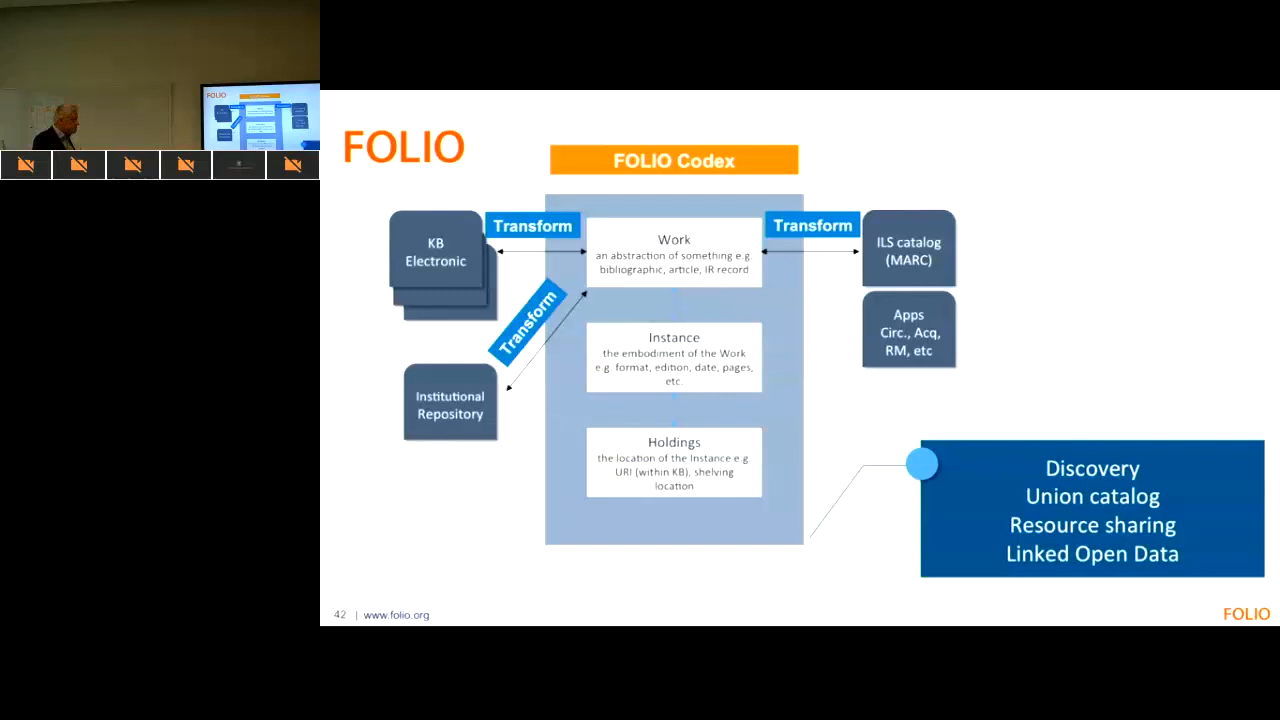 FOLIO
FOLIO
FOLIO Codex
Transform
Transform
Transform
KB
Electronic
Institutional
Repository
Work
an abstraction of something e.g.
bibliographic, article, IR record
Instance
the embodiment of the Work
e.g. format, edition, date, pages,
etc.
Holdings
the location of the Instance e.g.
URI (within KB), shelving
location
ILS catalog
(MARC)
Apps
Circ., Acq,
RM, etc
Discovery
Union catalog
Resource sharing
Linked Open Data
42 | www.folio.org
FOLIO